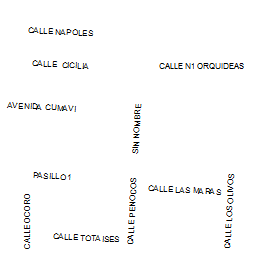 CALLE NAPOLES
CALLE CICILIA
CALLE N1 ORQUIDEAS
AVENIDA CUMAVI
SIN NOMBRE
PASILLO 1
CALLE LAS MARAS
CALLE OCORO
CALLE PENOCOS
CALLE LOS OLIVOS
CALLE TOTAISES